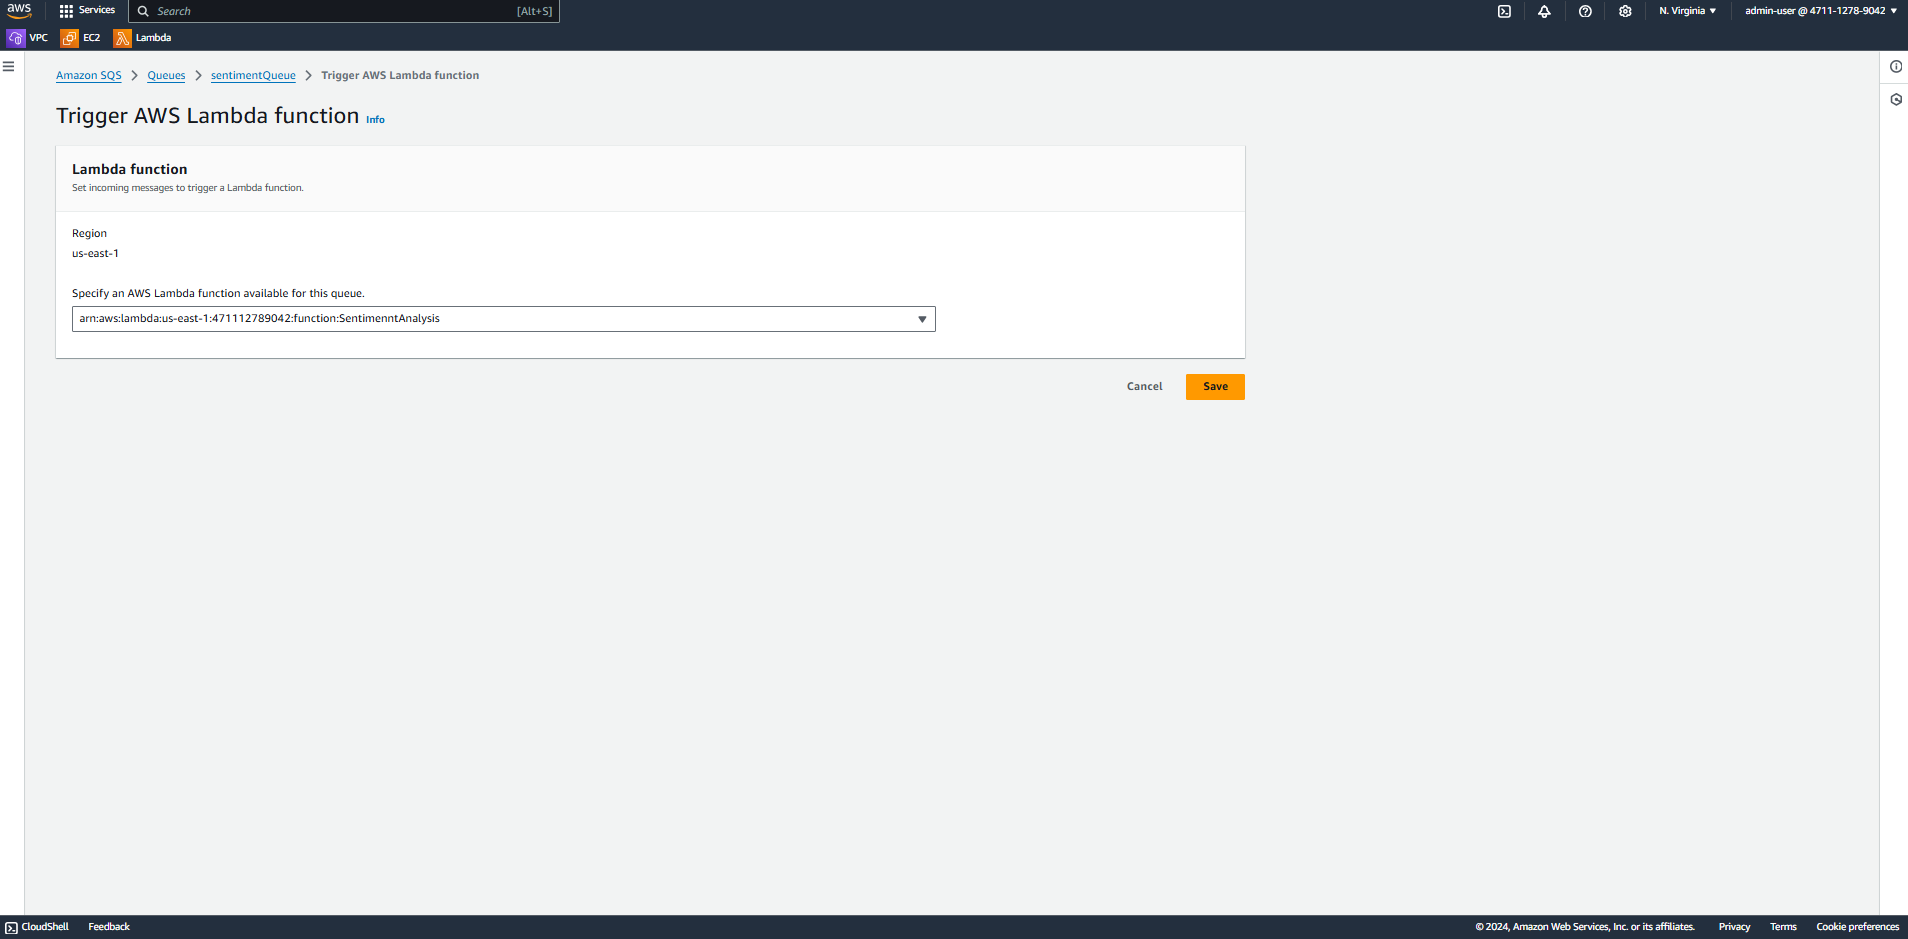 aws Services Search [Alt+S] N. Virginia admin-user @ 4711-1278-9042
VPC EC2 Lambda
Amazon SQS Queues sentimentQueue Trigger AWS Lambda function
Trigger AWS Lambda function Info
Lambda function
Set incoming messages to trigger a Lambda function.
Region
us-east-1
Specify an AWS Lambda function available for this queue.
arn:aws:lambda:us-east-1:471112789042:function:SentimenntAnalysis
Cancel Save
CloudShell Feedback © 2024, Amazon Web Services, Inc. or its affiliates. Privacy Terms Cookie preferences